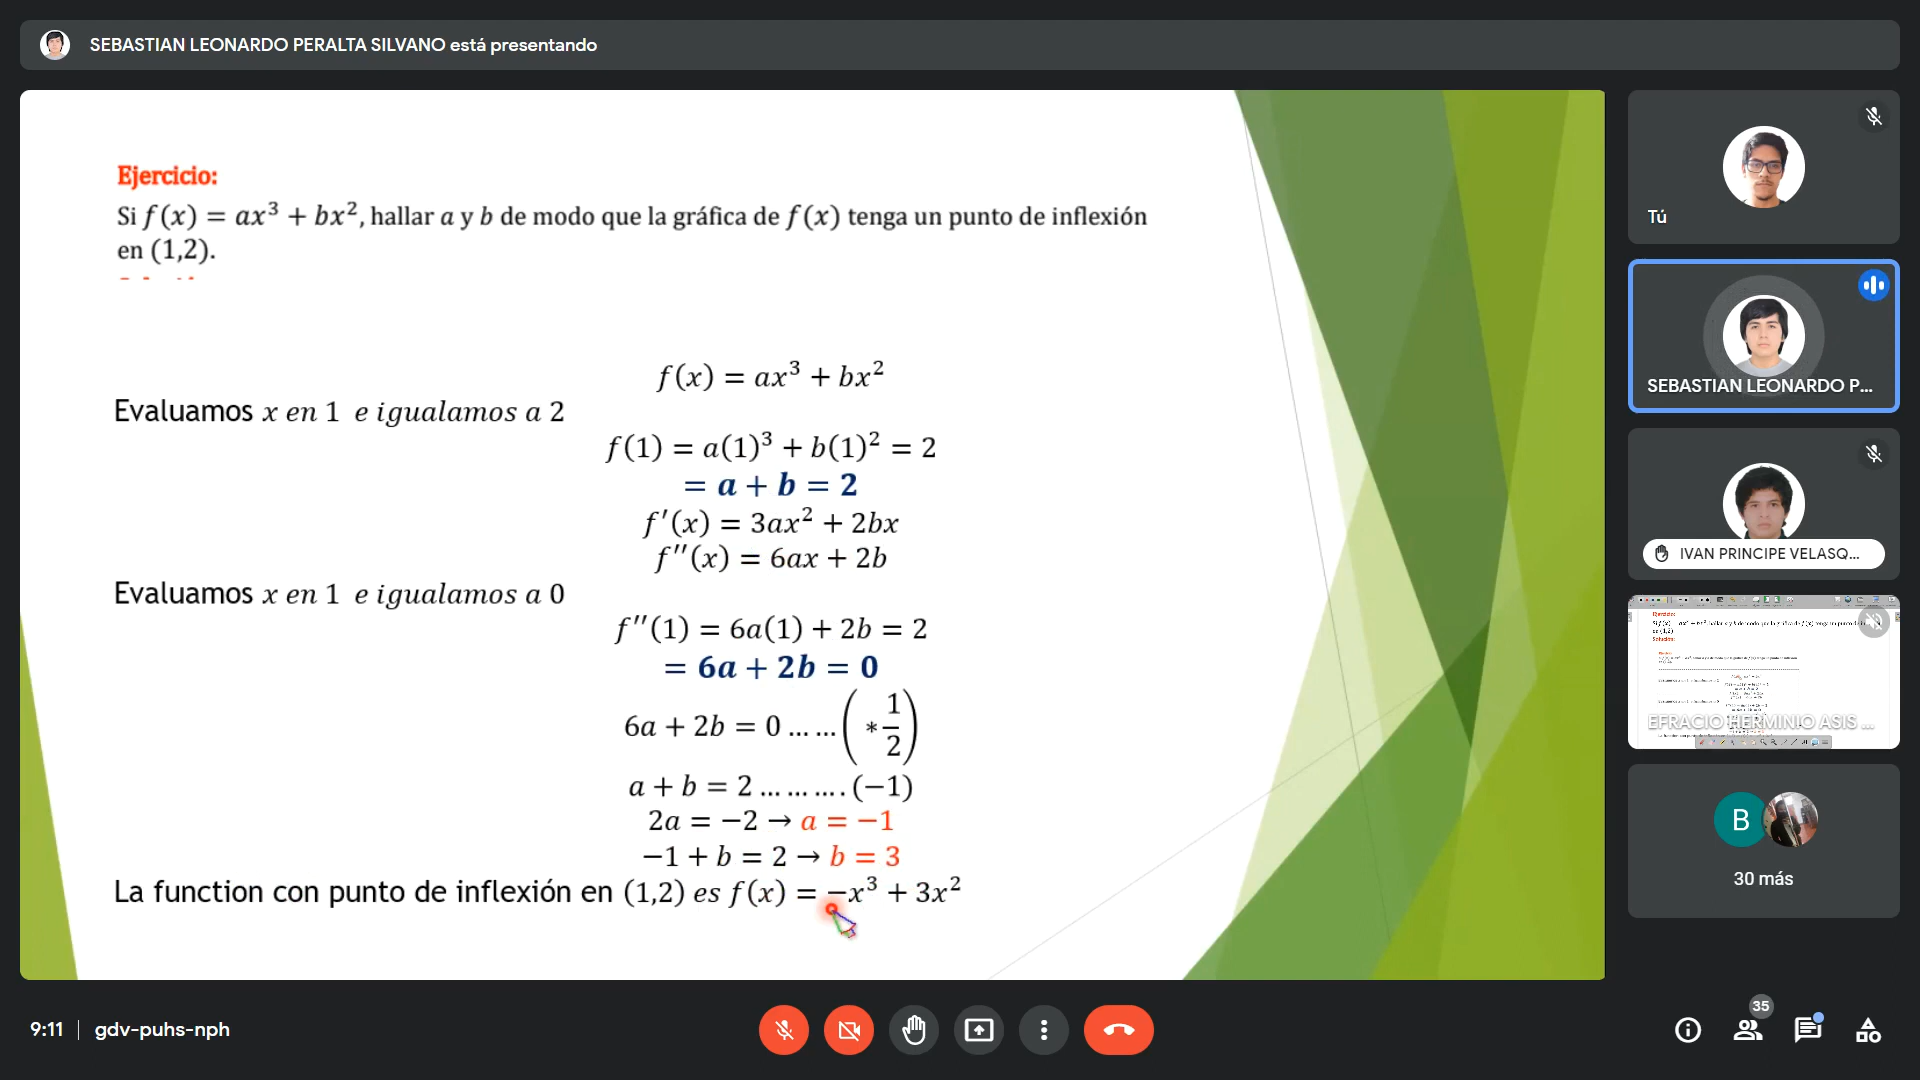 SEBASTIAN LEONARDO PERALTA SILVANO está presentando
Ejercicio:
Si f(x) = ax³ + bx², hallar a y b de modo que la gráfica de f(x) tenga un punto de inflexión
en (1,2).
f(x) = ax³ + bx²
Evaluamos x en 1 e igualamos a 2
f(1) = a(1)³ + b(1)² = 2
= a + b = 2
f′(x) = 3ax² + 2bx
f′′(x) = 6ax + 2b
Evaluamos x en 1 e igualamos a 0
f′′(1) = 6a(1) + 2b = 2
= 6a + 2b = 0
6a + 2b = 0 … … (* 1/2)
a + b = 2 … … … . (−1)
2a = −2 → a = −1
−1 + b = 2 → b = 3
La function con punto de inflexión en (1,2) es f(x) = −x³ + 3x²
Tú
SEBASTIAN LEONARDO P...
IVAN PRINCIPE VELASQ...
Ejercicio:
en (1,2)
Solución:
EFRACIO HERMINIO ASIS ...
B
30 más
9:11 | gdv-puhs-nph
35